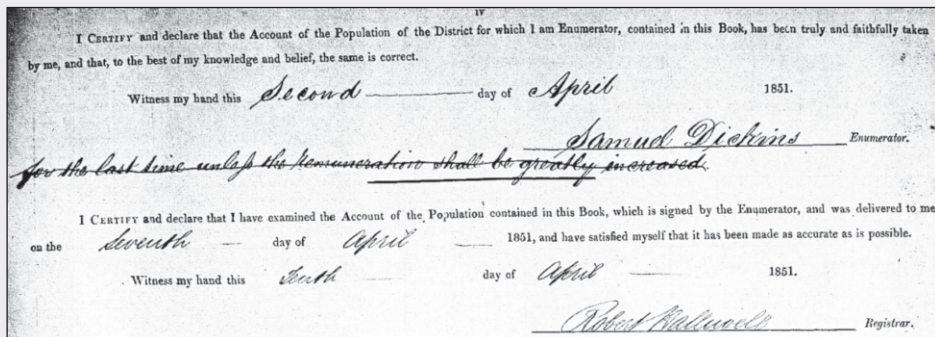 iv
I CERTIFY and declare that the Account of the Population of the District for which I am Enumerator, contained in this Book, has been truly and faithfully taken
by me, and that, to the best of my knowledge and belief, the same is correct.
Witness my hand this Second day of April 1851.
Samuel Dickins Enumerator.
for the last time unless the Remuneration shall be greatly increased.
I CERTIFY and declare that I have examined the Account of the Population contained in this Book, which is signed by the Enumerator, and was delivered to me
on the Seventh day of April 1851, and have satisfied myself that it has been made as accurate as is possible.
Witness my hand this Tenth day of April 1851.
Robert Registrar.